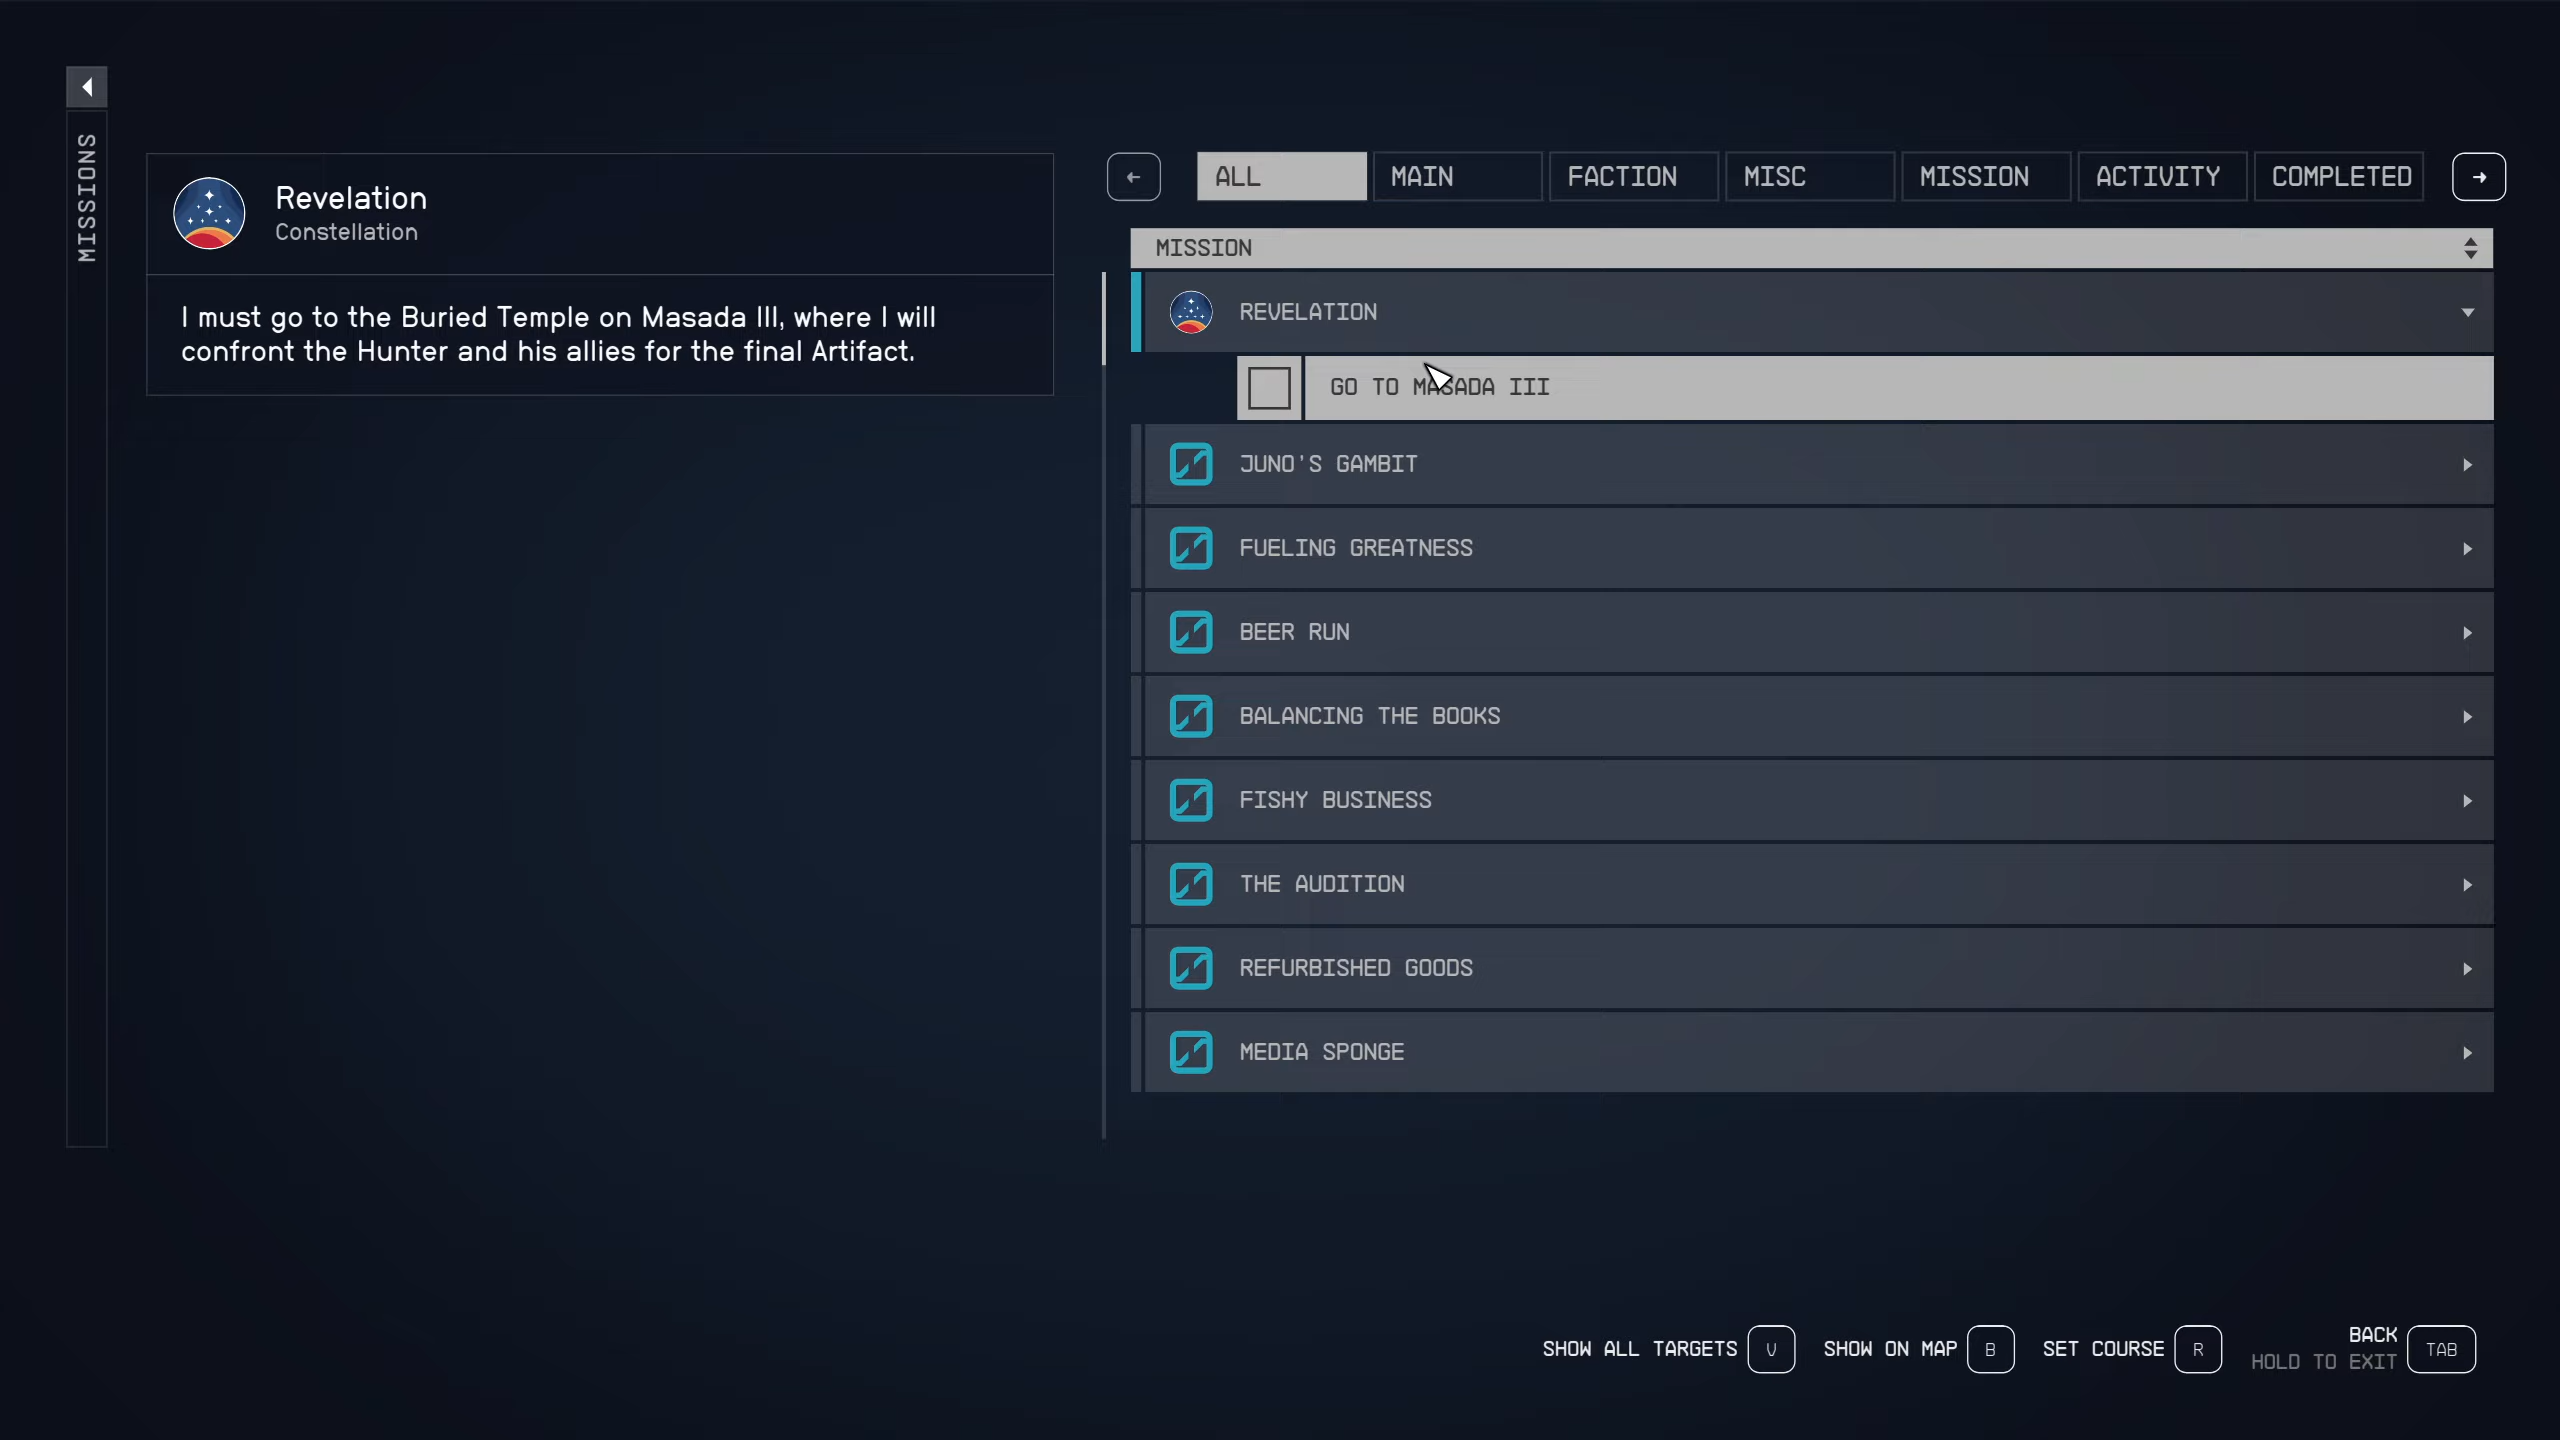 MISSIONS
Revelation
Constellation
I must go to the Buried Temple on Masada III, where I will
confront the Hunter and his allies for the final Artifact.
ALL MAIN FACTION MISC MISSION ACTIVITY COMPLETED
MISSION
REVELATION
GO TO MASADA III
JUNO'S GAMBIT
FUELING GREATNESS
BEER RUN
BALANCING THE BOOKS
FISHY BUSINESS
THE AUDITION
REFURBISHED GOODS
MEDIA SPONGE
SHOW ALL TARGETS V SHOW ON MAP B SET COURSE R BACK TAB
HOLD TO EXIT